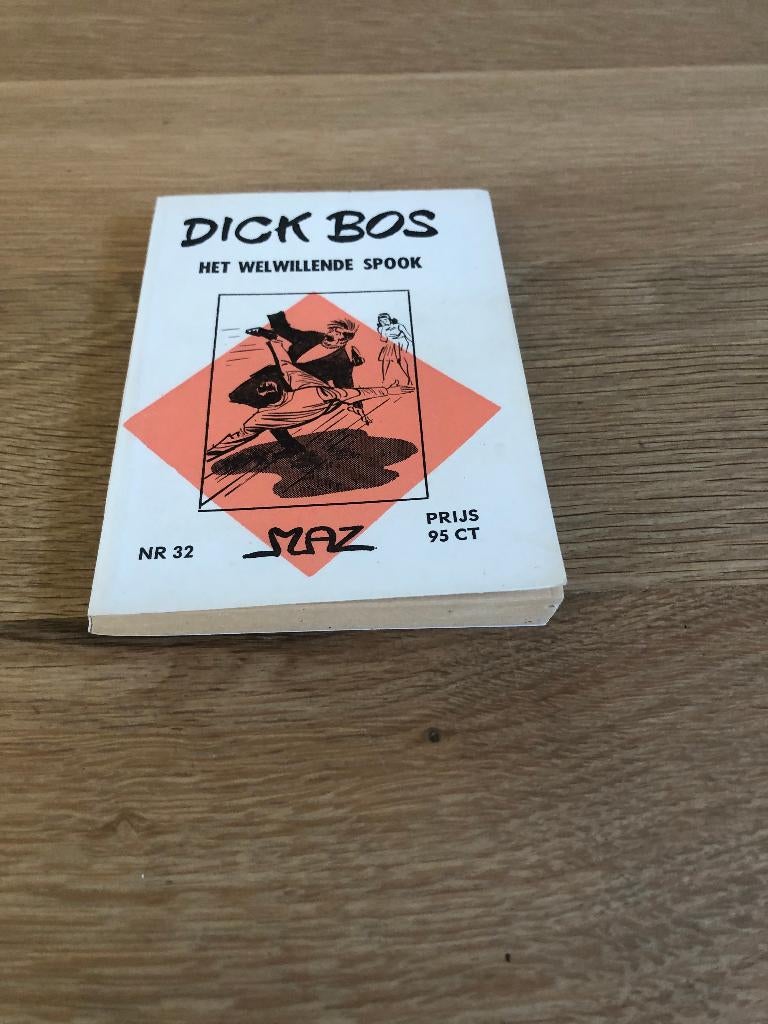 DICK BOS
HET WELWILLENDE SPOOK
NR 32
MAZ
PRIJS
95 CT